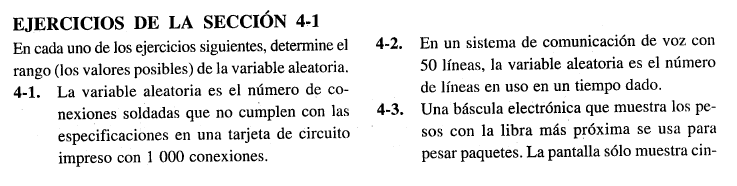 EJERCICIOS DE LA SECCIÓN 4-1
En cada uno de los ejercicios siguientes, determine el
rango (los valores posibles) de la variable aleatoria.
4-1. La variable aleatoria es el número de co-
nexiones soldadas que no cumplen con las
especificaciones en una tarjeta de circuito
impreso con 1 000 conexiones.
4-2. En un sistema de comunicación de voz con
50 líneas, la variable aleatoria es el número
de líneas en uso en un tiempo dado.
4-3. Una báscula electrónica que muestra los pe-
sos con la libra más próxima se usa para
pesar paquetes. La pantalla sólo muestra cin-